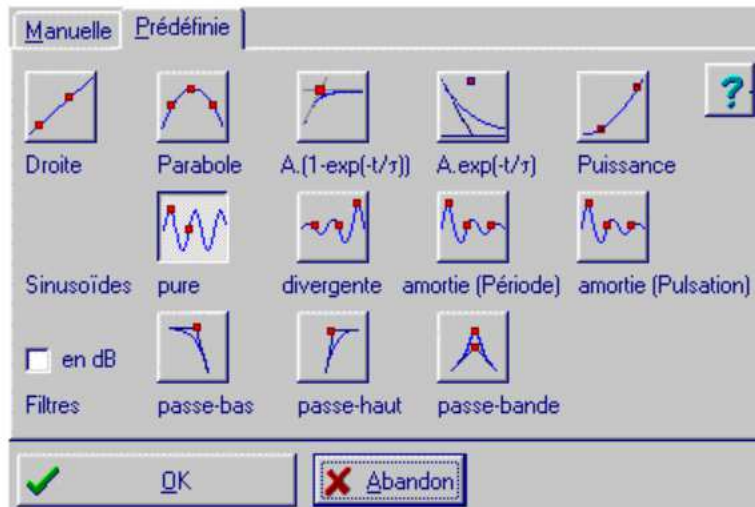 Manuelle Prédéfinie
?
Droite Parabole A.(1-exp(-t/τ)) A.exp(-t/τ) Puissance
Sinusoïdes pure divergente amortie (Période) amortie (Pulsation)
en dB
Filtres passe-bas passe-haut passe-bande
OK Abandon